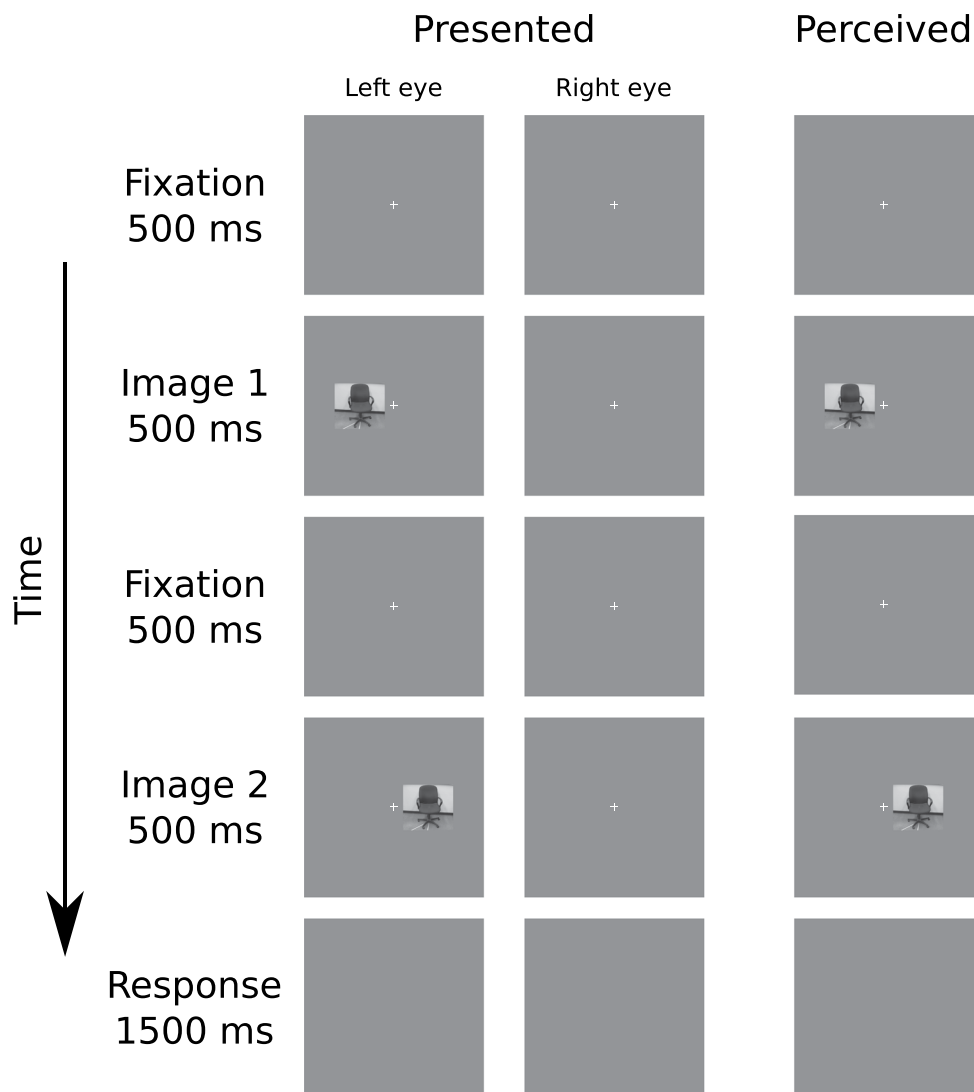 Presented
Perceived
Left eye
Right eye
Fixation
500 ms
Image 1
500 ms
Fixation
500 ms
Time
Image 2
500 ms
Response
1500 ms